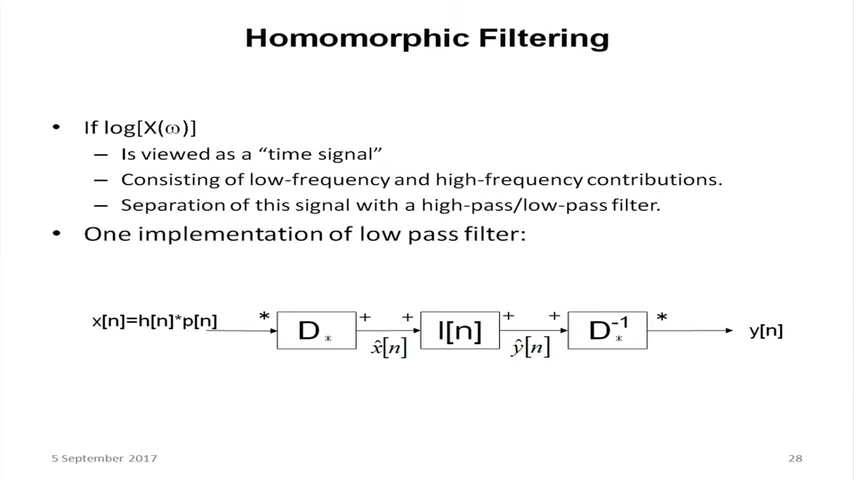 Homomorphic Filtering
• If log[X(ω)]
– Is viewed as a “time signal”
– Consisting of low-frequency and high-frequency contributions.
– Separation of this signal with a high-pass/low-pass filter.
• One implementation of low pass filter:
x[n]=h[n]*p[n] * D* + + l[n] + + D*⁻¹ * y[n]
x̂[n] ŷ[n]
5 September 2017 28